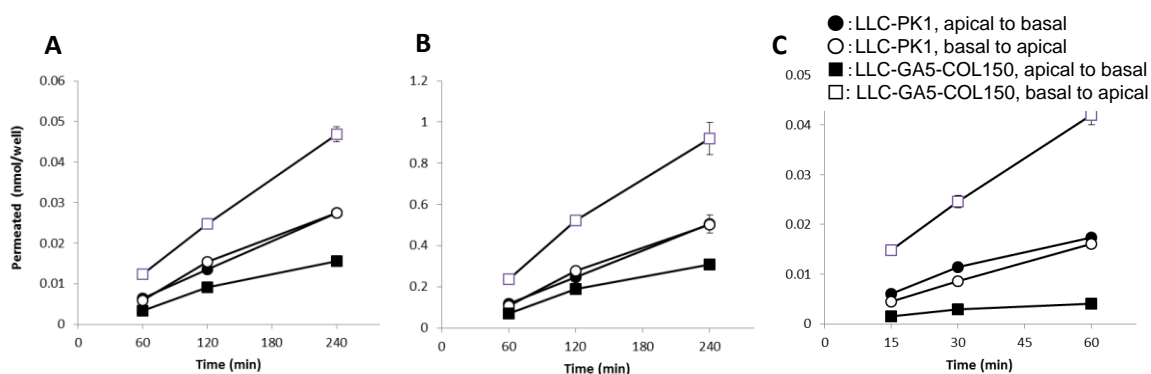 A
B
C
●: LLC-PK1, apical to basal
○: LLC-PK1, basal to apical
■: LLC-GA5-COL150, apical to basal
□: LLC-GA5-COL150, basal to apical
Permeated (nmol/well)
0.06
0.05
0.04
0.03
0.02
0.01
0
0 60 120 180 240
Time (min)
1.2
1
0.8
0.6
0.4
0.2
0
0 60 120 180 240
Time (min)
0.05
0.04
0.03
0.02
0.01
0
0 15 30 45 60
Time (min)